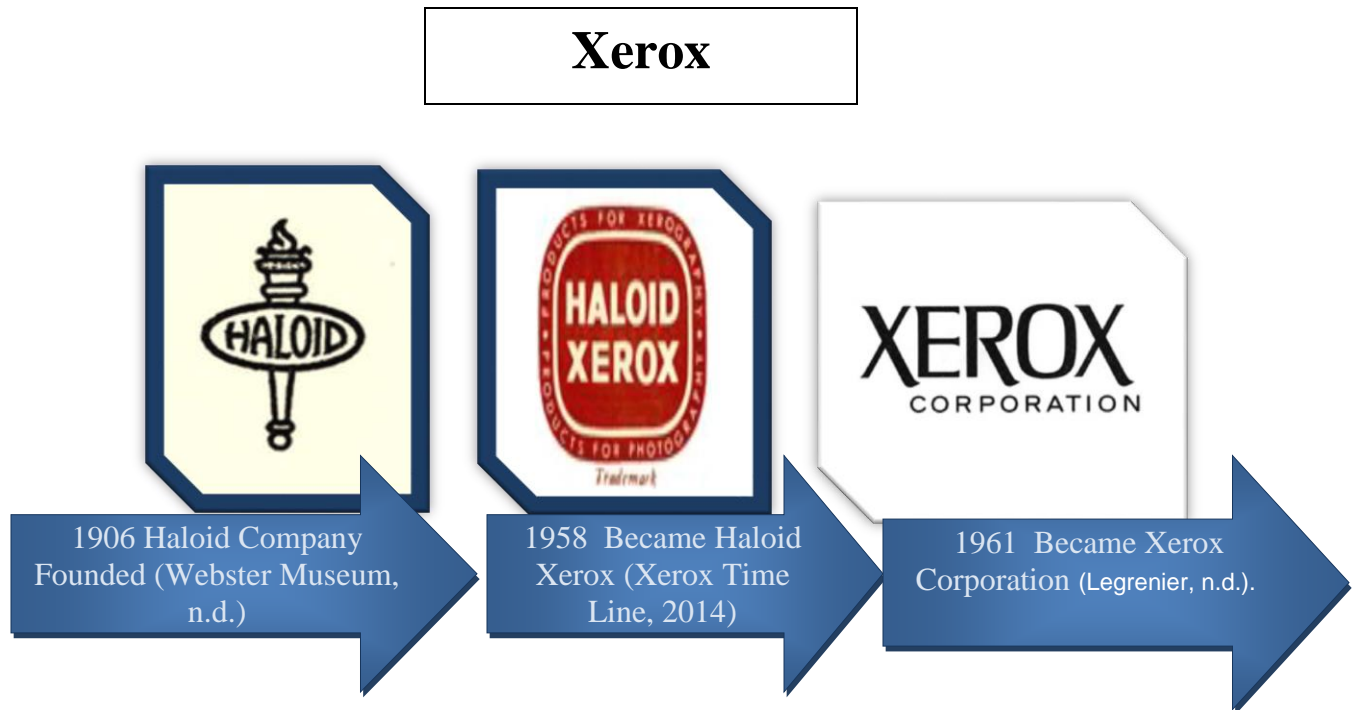 Xerox
HALOID
PRODUCTS FOR XEROGRAPHY •
HALOID
XEROX
PRODUCTS FOR PHOTOGRAPHY •
Trademark
XEROX
CORPORATION
1906 Haloid Company
Founded (Webster Museum,
n.d.)
1958  Became Haloid
Xerox (Xerox Time
Line, 2014)
1961  Became Xerox
Corporation (Legrenier, n.d.).